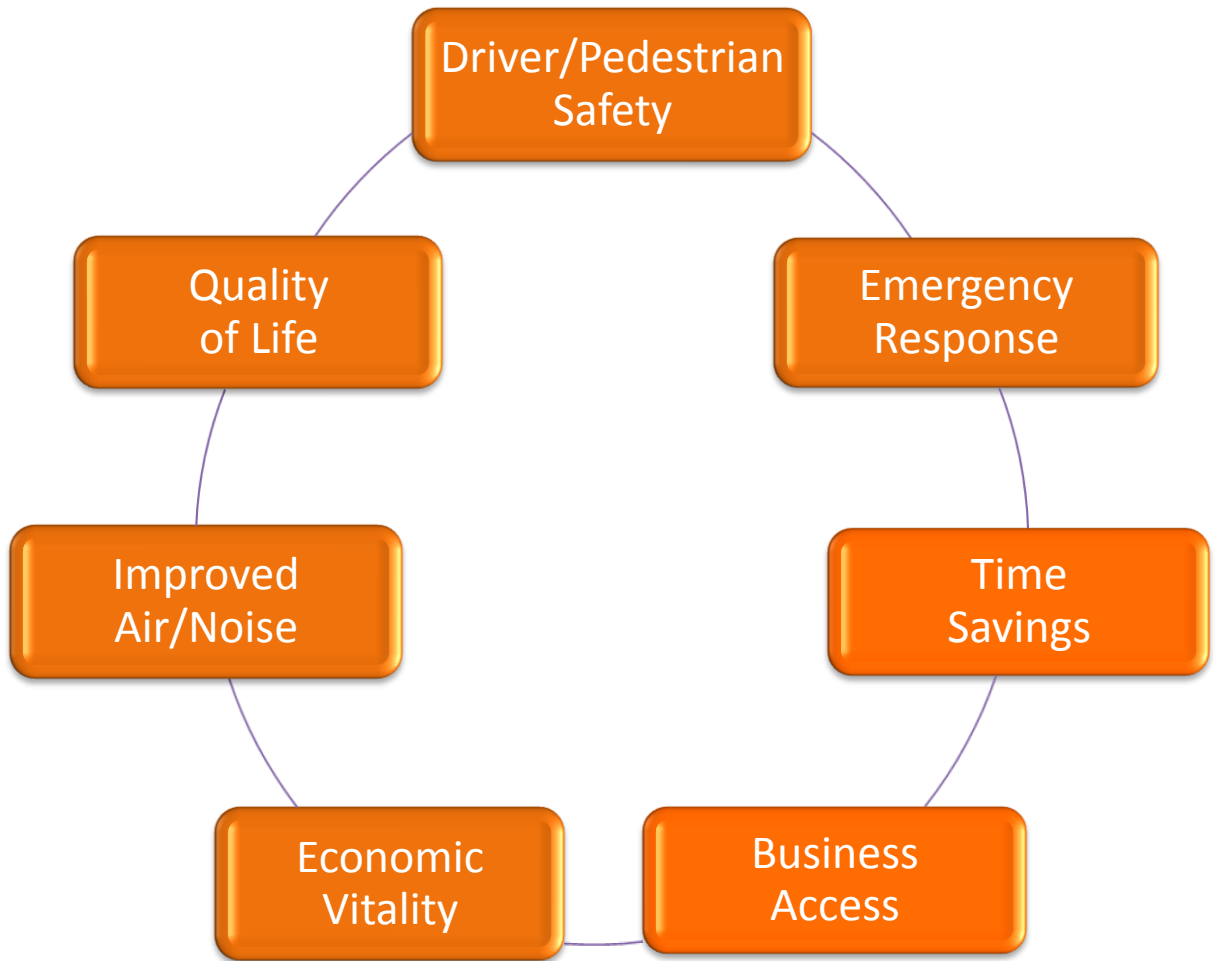 Driver/Pedestrian
Safety
Emergency
Response
Time
Savings
Business
Access
Economic
Vitality
Improved
Air/Noise
Quality
of Life